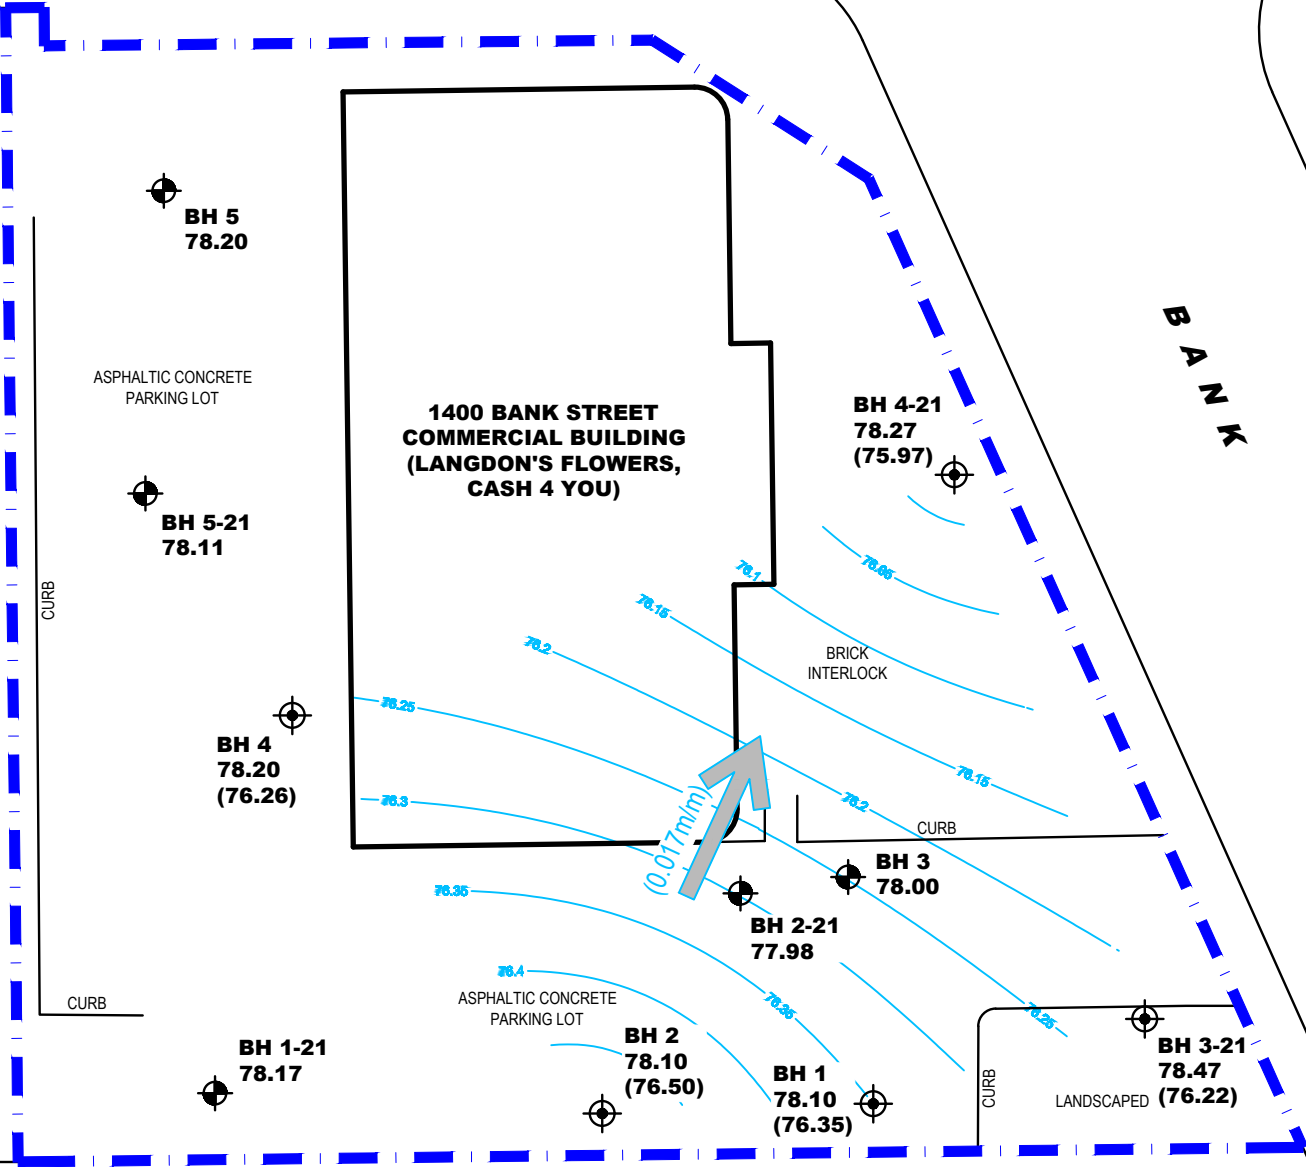 BH 5
78.20
BANK
ASPHALTIC CONCRETE
PARKING LOT
1400 BANK STREET
COMMERCIAL BUILDING
(LANGDON'S FLOWERS,
CASH 4 YOU)
BH 4-21
78.27
(75.97)
BH 5-21
78.11
CURB
76.05
76.1
76.15
76.2
BRICK
INTERLOCK
76.25
BH 4
78.20
(76.26)
76.3
76.15
76.2
(0.017m/m)
CURB
BH 3
78.00
76.35
BH 2-21
77.98
76.4
ASPHALTIC CONCRETE
PARKING LOT
76.35
76.25
CURB
BH 1-21
78.17
BH 2
78.10
(76.50)
BH 1
78.10
(76.35)
CURB
LANDSCAPED
BH 3-21
78.47
(76.22)